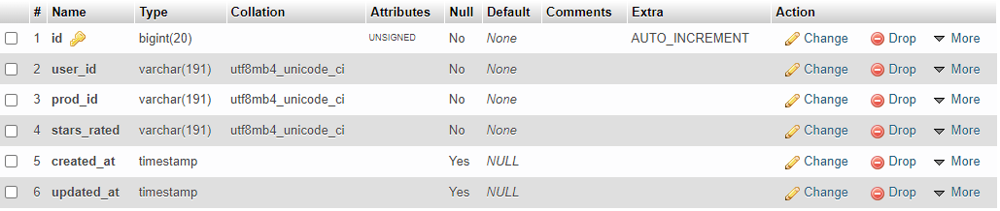 # Name Type Collation Attributes Null Default Comments Extra Action
1 id bigint(20) UNSIGNED No None AUTO_INCREMENT Change Drop More
2 user_id varchar(191) utf8mb4_unicode_ci No None Change Drop More
3 prod_id varchar(191) utf8mb4_unicode_ci No None Change Drop More
4 stars_rated varchar(191) utf8mb4_unicode_ci No None Change Drop More
5 created_at timestamp Yes NULL Change Drop More
6 updated_at timestamp Yes NULL Change Drop More